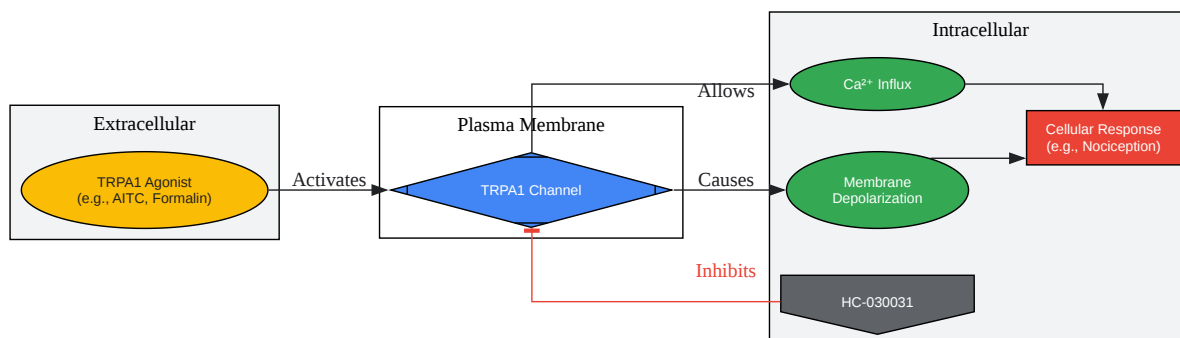 Extracellular
TRPA1 Agonist
(e.g., AITC, Formalin)
Activates
Plasma Membrane
TRPA1 Channel
Allows
Causes
Inhibits
Intracellular
Ca²⁺ Influx
Membrane
Depolarization
Cellular Response
(e.g., Nociception)
HC-030031